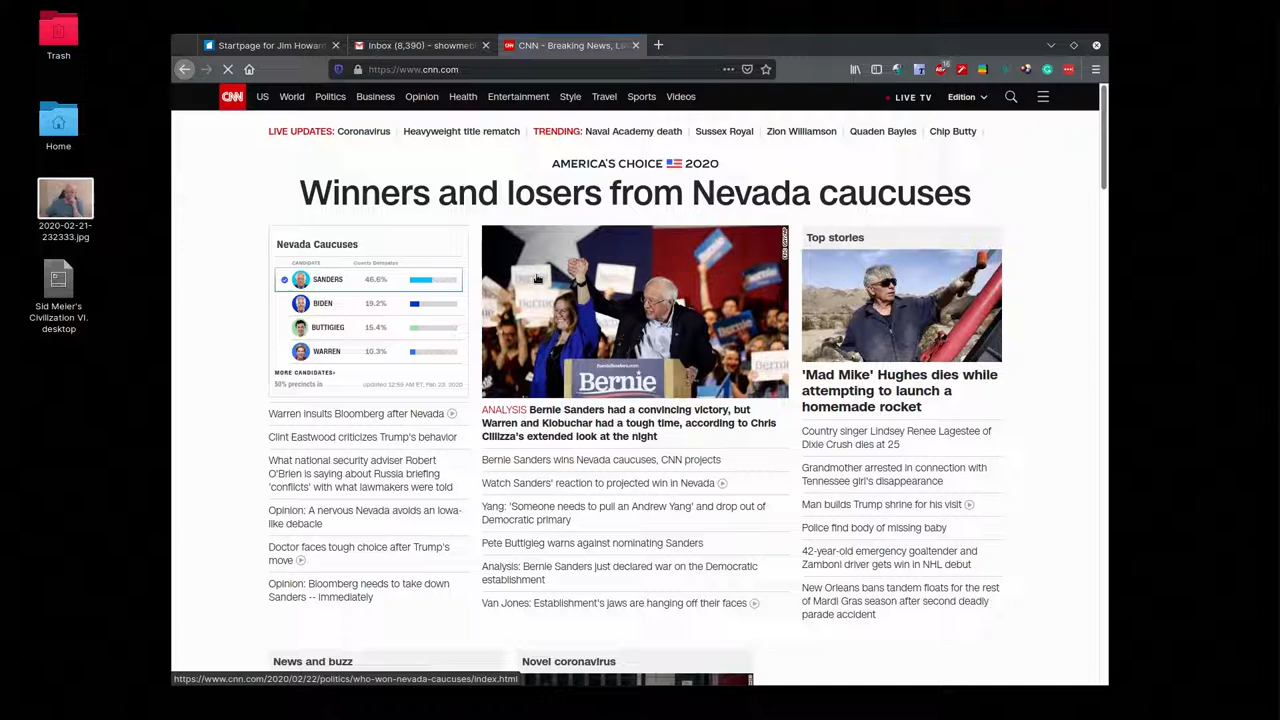 Trash
Home
2020-02-21-
232333.jpg
Sid Meier's
Civilization VI.
desktop
Startpage for Jim Howard
Inbox (8,390) – showmeb
CNN - Breaking News, La
https://www.cnn.com
16
CNN
US World Politics Business Opinion Health Entertainment Style Travel Sports Videos
LIVE TV Edition
LIVE UPDATES: Coronavirus Heavyweight title rematch TRENDING: Naval Academy death Sussex Royal Zion Williamson Quaden Bayles Chip Butty
AMERICA'S CHOICE 2020
Winners and losers from Nevada caucuses
Nevada Caucuses
CANDIDATE County Delegates
SANDERS 46.6%
BIDEN 19.2%
BUTTIGIEG 15.4%
WARREN 10.3%
MORE CANDIDATES›
50% precincts in updated 12:59 AM ET, Feb 23, 2020
Warren insults Bloomberg after Nevada
Clint Eastwood criticizes Trump's behavior
What national security adviser Robert
O'Brien is saying about Russia briefing
'conflicts' with what lawmakers were told
Opinion: A nervous Nevada avoids an Iowa-
like debacle
Doctor faces tough choice after Trump's
move
Opinion: Bloomberg needs to take down
Sanders -- immediately
Bernie
ANALYSIS Bernie Sanders had a convincing victory, but
Warren and Klobuchar had a tough time, according to Chris
Cillizza's extended look at the night
Bernie Sanders wins Nevada caucuses, CNN projects
Watch Sanders' reaction to projected win in Nevada
Yang: 'Someone needs to pull an Andrew Yang' and drop out of
Democratic primary
Pete Buttigieg warns against nominating Sanders
Analysis: Bernie Sanders just declared war on the Democratic
establishment
Van Jones: Establishment's jaws are hanging off their faces
Top stories
'Mad Mike' Hughes dies while
attempting to launch a
homemade rocket
Country singer Lindsey Renee Lagestee of
Dixie Crush dies at 25
Grandmother arrested in connection with
Tennessee girl's disappearance
Man builds Trump shrine for his visit
Police find body of missing baby
42-year-old emergency goaltender and
Zamboni driver gets win in NHL debut
New Orleans bans tandem floats for the rest
of Mardi Gras season after second deadly
parade accident
News and buzz
Novel coronavirus
https://www.cnn.com/2020/02/22/politics/who-won-nevada-caucuses/index.html